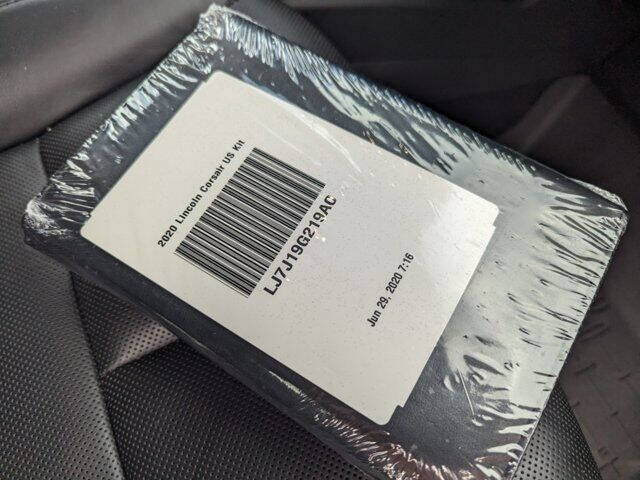 2020 Lincoln Corsair US Kit
LJ7J19G219AC
Jun 29, 2020 7:16